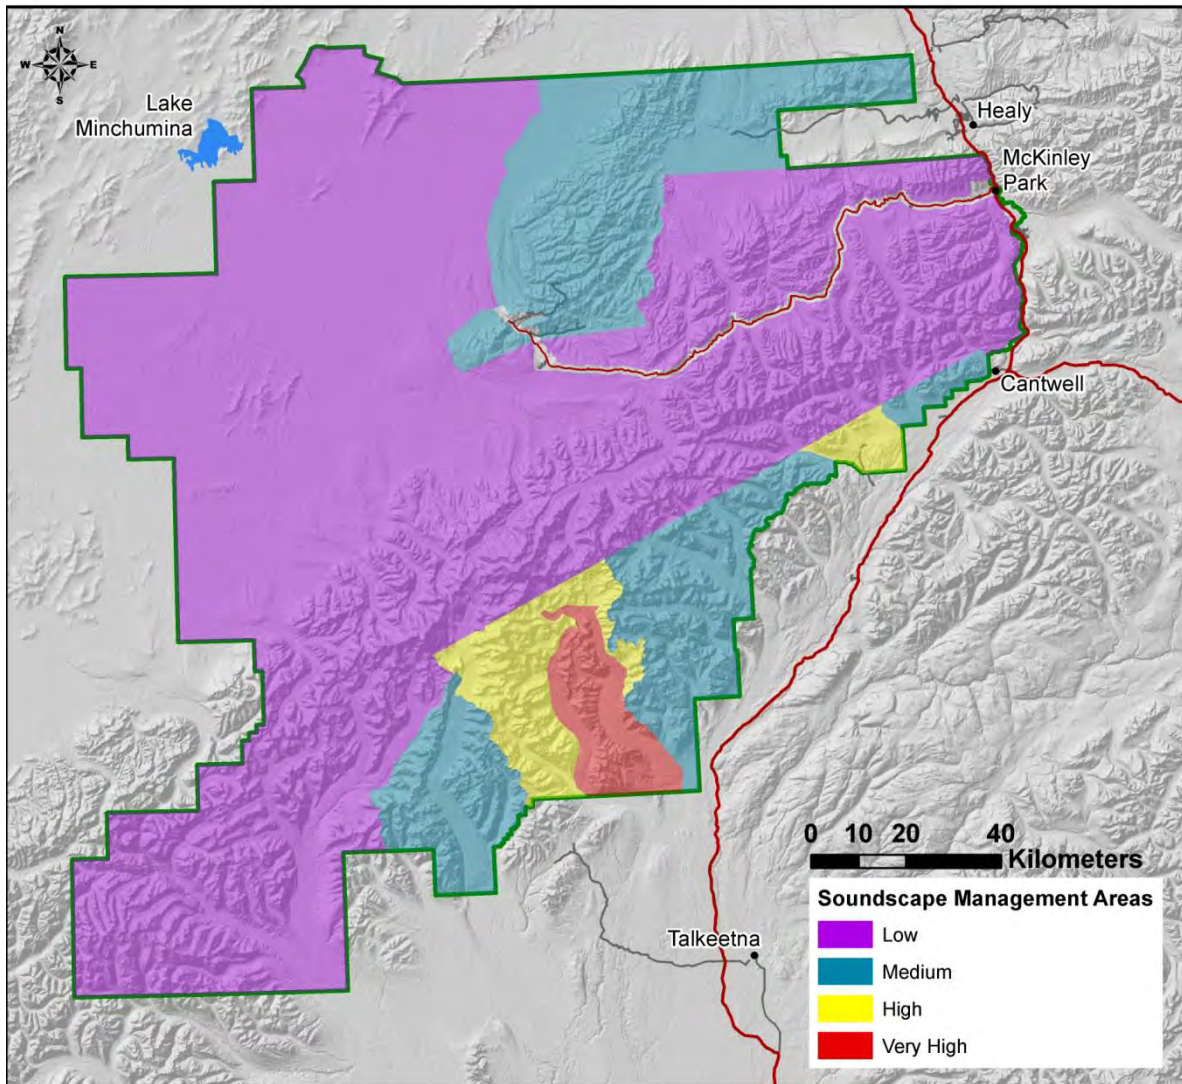 N
W E
S
Lake
Minchumina
Healy
McKinley
Park
Cantwell
0 10 20 40
Kilometers
Soundscape Management Areas
Low
Medium
High
Very High
Talkeetna